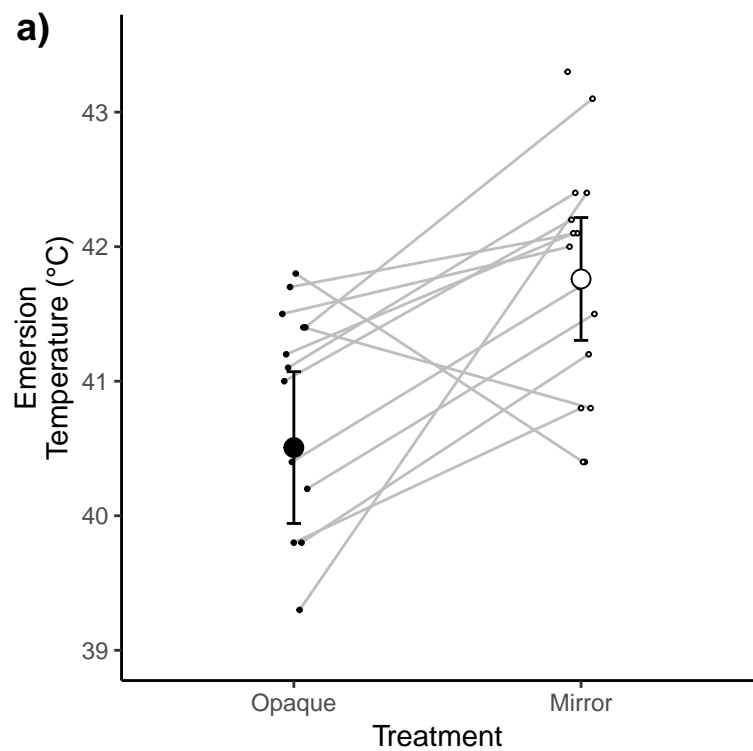 a)
43
42
41
40
39
Emersion
Temperature (°C)
Opaque
Mirror
Treatment